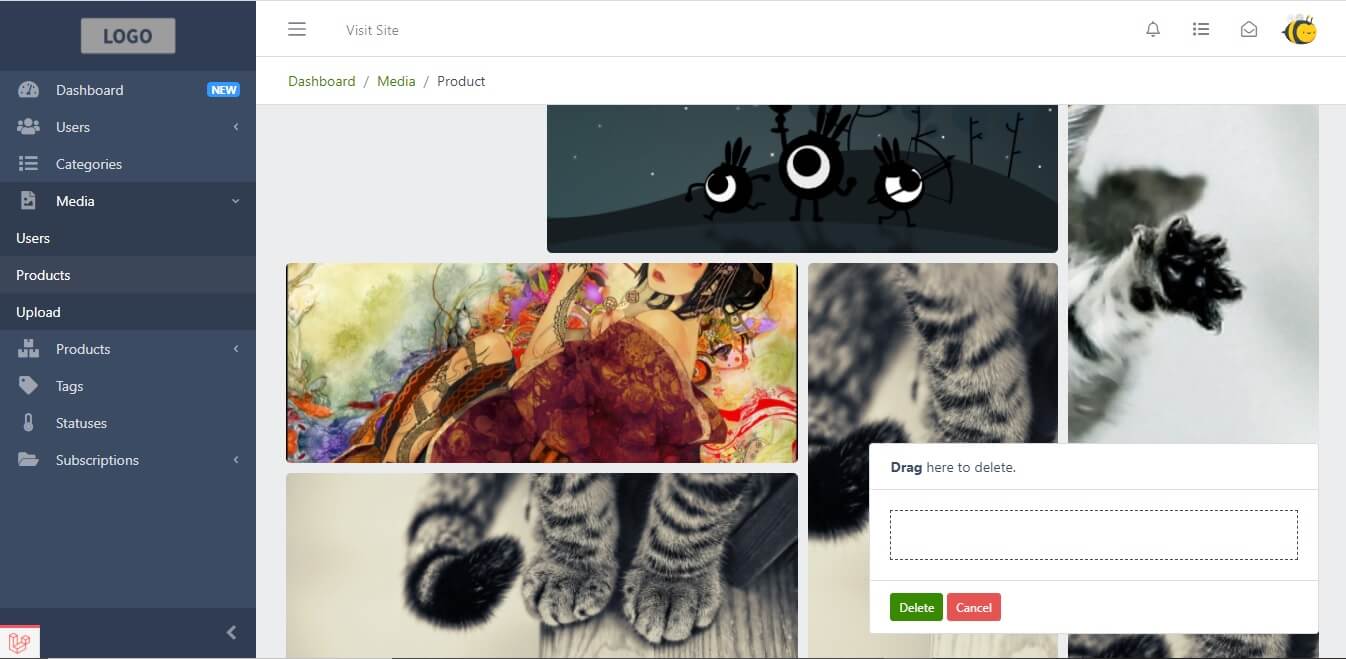 LOGO
Visit Site
Dashboard / Media / Product
Dashboard NEW
Users
Categories
Media
Users
Products
Upload
Products
Tags
Statuses
Subscriptions
Drag here to delete.
Delete Cancel